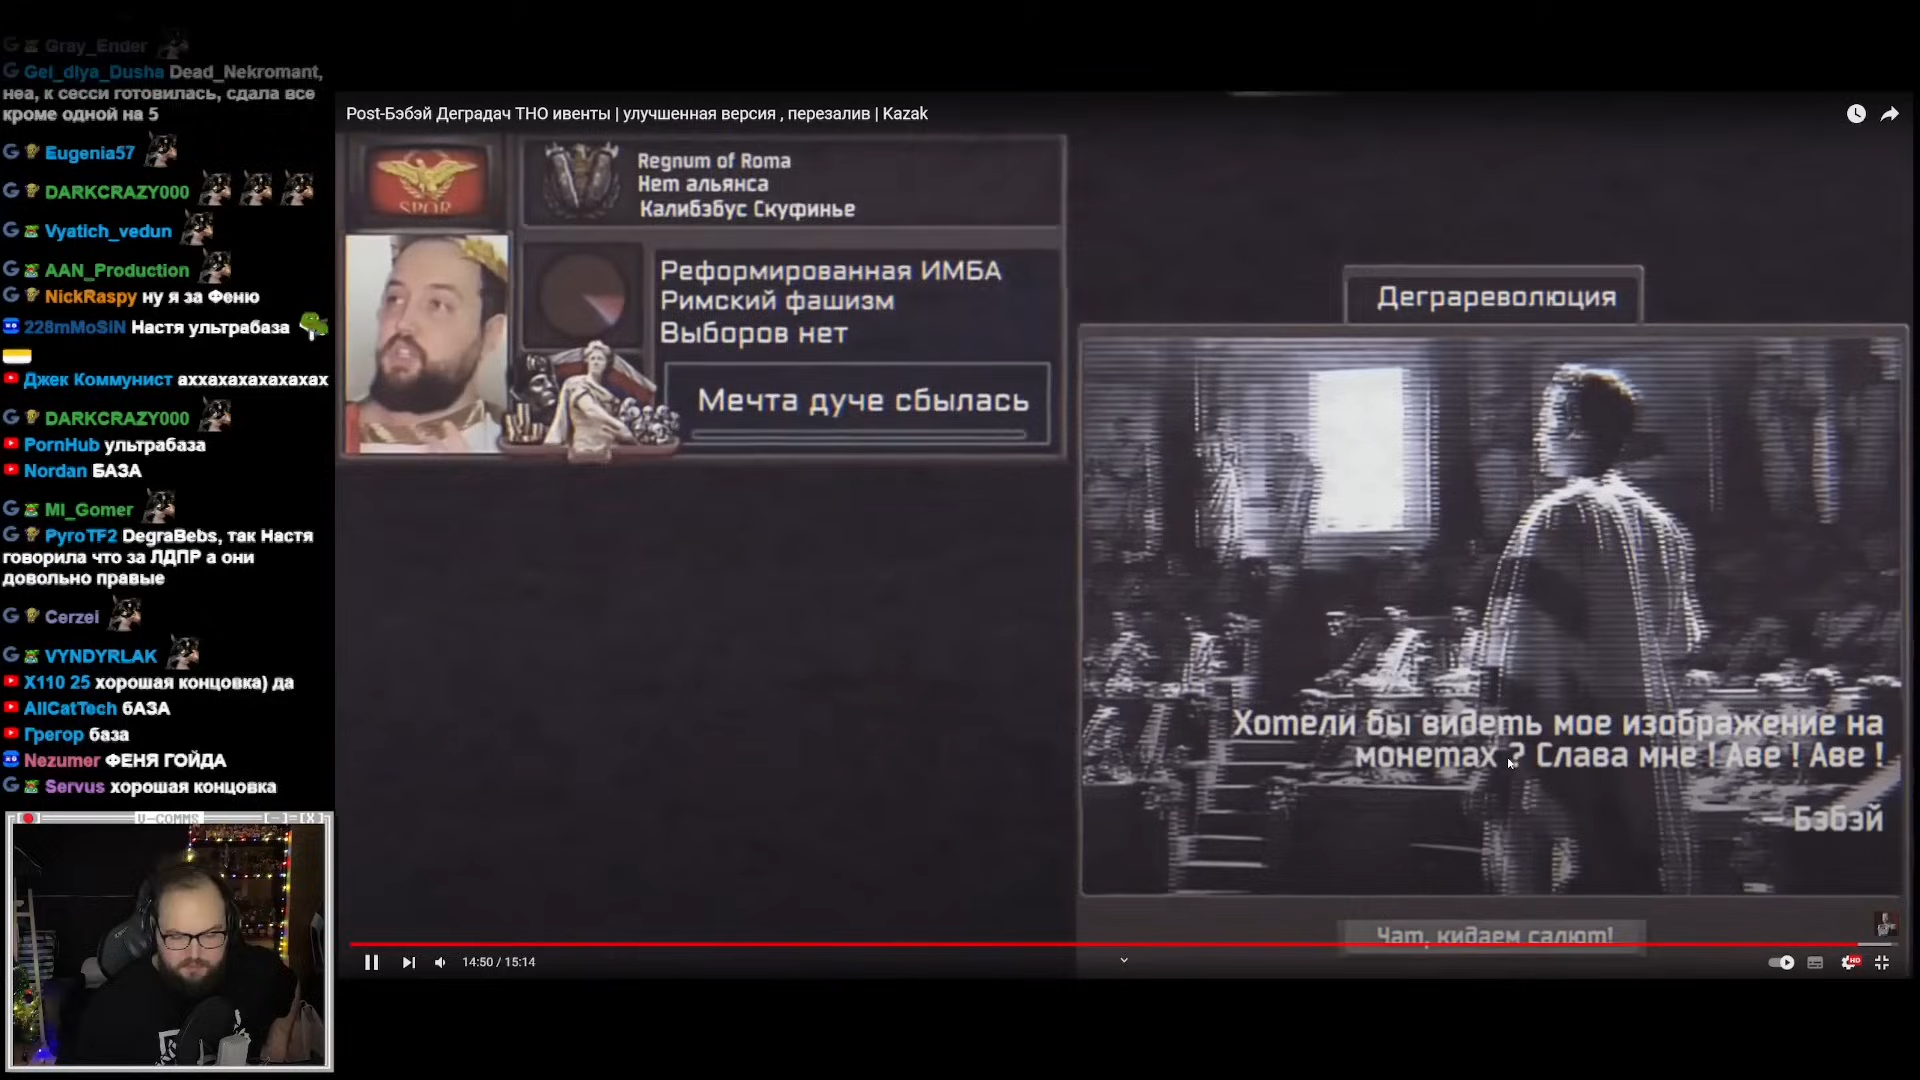 Gray_Ender
Gel_dlya_Dusha Dead_Nekromant,
неа, к сесси готовилась, сдала все
кроме одной на 5
Eugenia57
DARKCRAZY000
Vyatich_vedun
AAN_Production
NickRaspy ну я за Феню
228mMoSIN Настя ультрабаза
Джек Коммунист аххахахахахахах
DARKCRAZY000
PornHub ультрабаза
Nordan БАЗА
MI_Gomer
PyroTF2 DegraBebs, так Настя
говорила что за ЛДПР а они
довольно правые
Cerzei
VYNDYRLAK
X110 25 хорошая концовка) да
AllCatTech бАЗА
Грегор база
Nezumer ФЕНЯ ГОЙДА
Servus хорошая концовка
V-COMMS [-]=[X]
Post-Бэбэй Деградач ТНО ивенты | улучшенная версия , перезалив | Kazak
SPQR
Regnum of Roma
Нет альянса
Калибэбус Скуфинье
Реформированная ИМБА
Римский фашизм
Выборов нет
Мечта дуче сбылась
Деграреволюция
Хотели бы видеть мое изображение на
монетах ? Слава мне ! Аве ! Аве !
– Бэбэй
Чат, кидаем салют!
14:50 / 15:14
HD